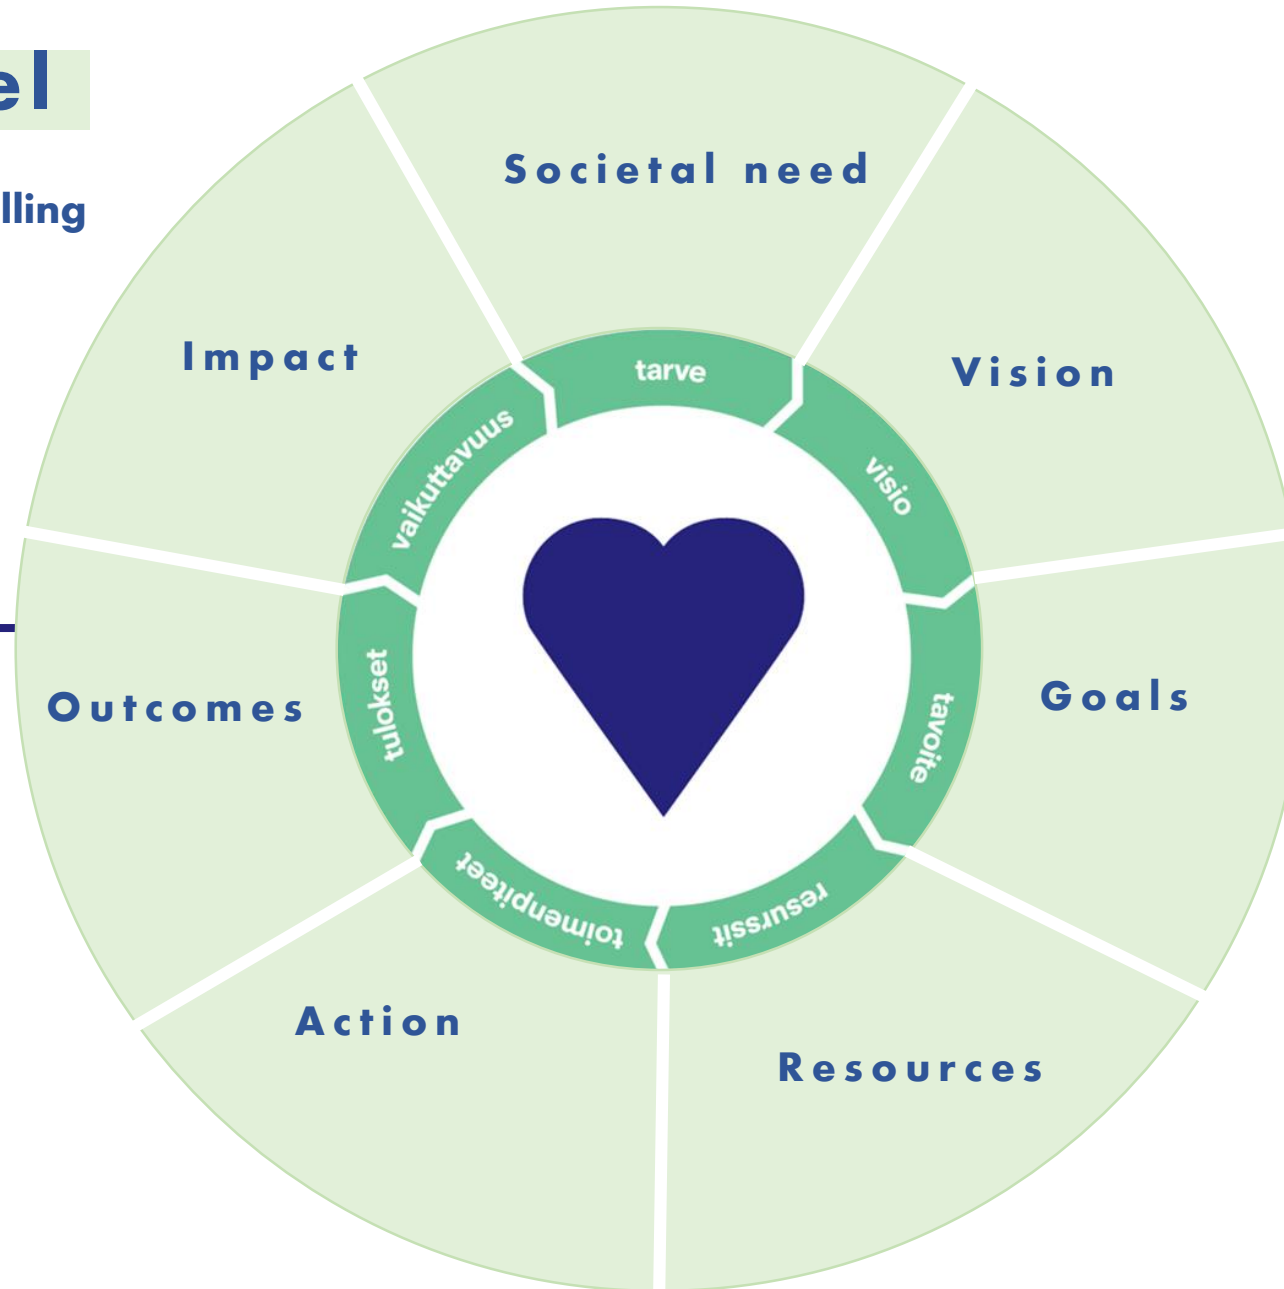 el
lling
Societal need
Vision
Goals
Resources
Action
Outcomes
Impact
tarve
visio
tavoite
resurssit
toimenpiteet
tulokset
vaikuttavuus